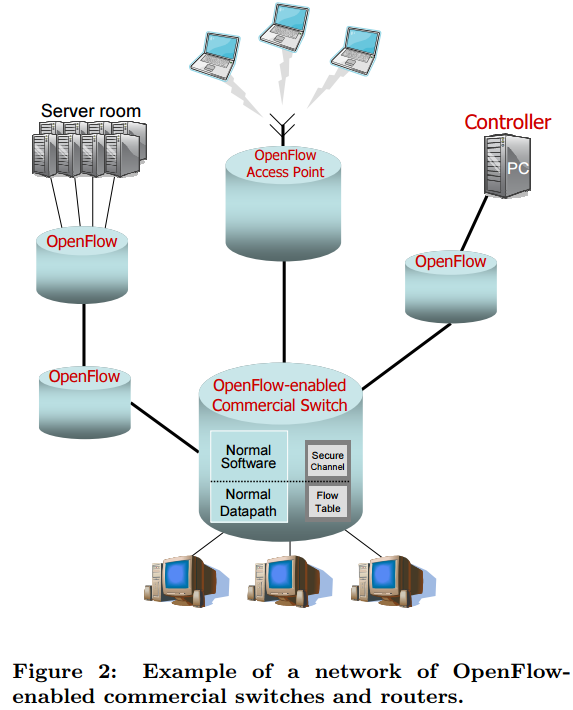 Server room
Controller
PC
OpenFlow
Access Point
OpenFlow
OpenFlow
OpenFlow
OpenFlow-enabled
Commercial Switch
Normal
Software
Secure
Channel
Normal
Datapath
Flow
Table
Figure 2: Example of a network of OpenFlow-
enabled commercial switches and routers.